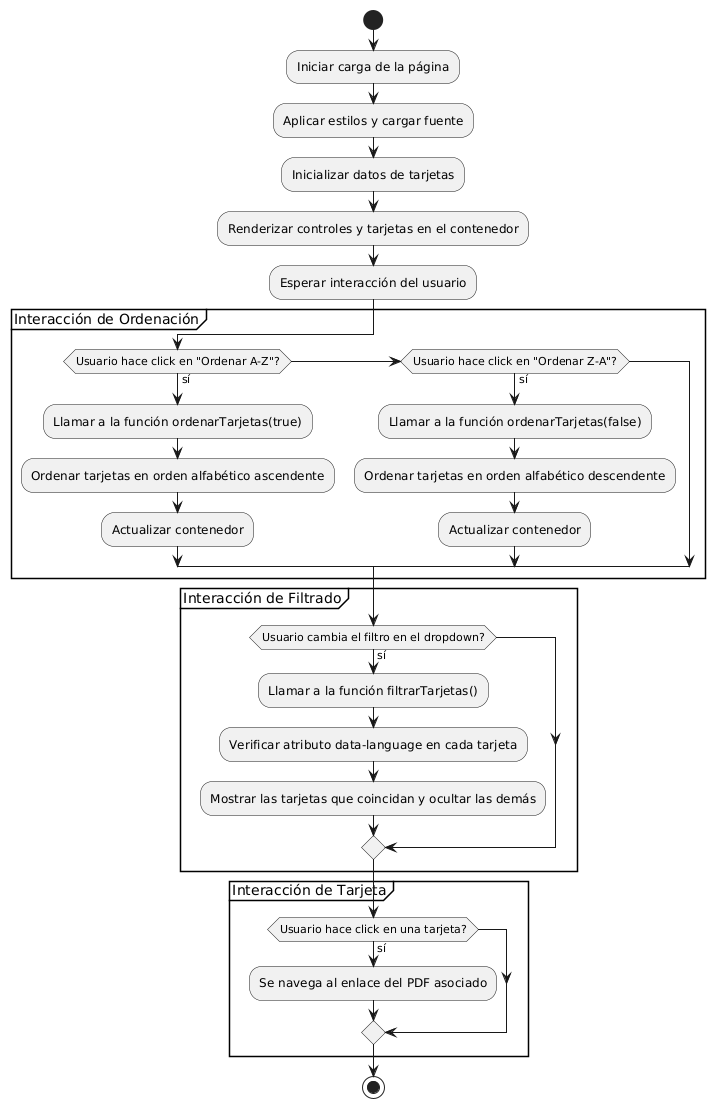 Iniciar carga de la página
Aplicar estilos y cargar fuente
Inicializar datos de tarjetas
Renderizar controles y tarjetas en el contenedor
Esperar interacción del usuario
Interacción de Ordenación
Usuario hace click en "Ordenar A-Z"?
sí
Llamar a la función ordenarTarjetas(true)
Ordenar tarjetas en orden alfabético ascendente
Actualizar contenedor
Usuario hace click en "Ordenar Z-A"?
sí
Llamar a la función ordenarTarjetas(false)
Ordenar tarjetas en orden alfabético descendente
Actualizar contenedor
Interacción de Filtrado
Usuario cambia el filtro en el dropdown?
sí
Llamar a la función filtrarTarjetas()
Verificar atributo data-language en cada tarjeta
Mostrar las tarjetas que coincidan y ocultar las demás
Interacción de Tarjeta
Usuario hace click en una tarjeta?
sí
Se navega al enlace del PDF asociado